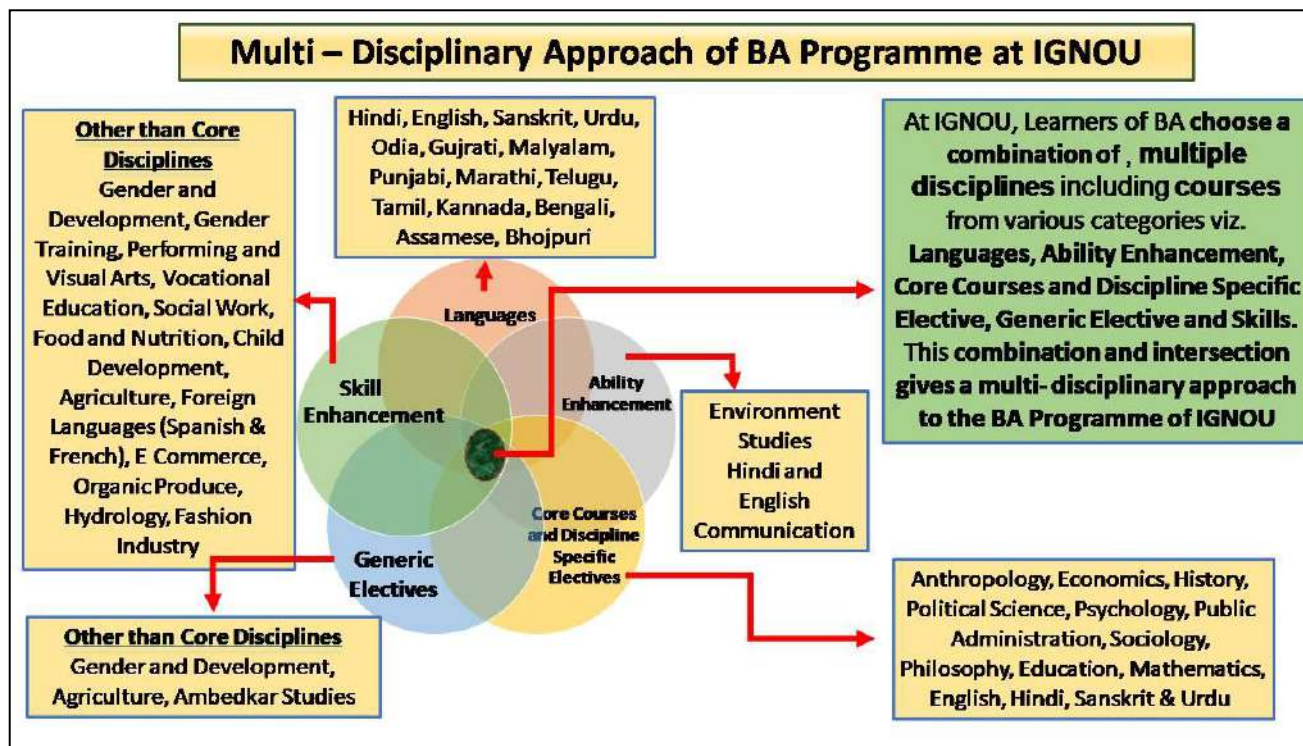 Multi – Disciplinary Approach of BA Programme at IGNOU
Other than Core
Disciplines
Gender and
Development, Gender
Training, Performing and
Visual Arts, Vocational
Education, Social Work,
Food and Nutrition, Child
Development,
Agriculture, Foreign
Languages (Spanish &
French), E Commerce,
Organic Produce,
Hydrology, Fashion
Industry
Hindi, English, Sanskrit, Urdu,
Odia, Gujrati, Malyalam,
Punjabi, Marathi, Telugu,
Tamil, Kannada, Bengali,
Assamese, Bhojpuri
At IGNOU, Learners of BA choose a
combination of , multiple
disciplines including courses
from various categories viz.
Languages, Ability Enhancement,
Core Courses and Discipline Specific
Elective, Generic Elective and Skills.
This combination and intersection
gives a multi- disciplinary approach
to the BA Programme of IGNOU
Languages
Skill
Enhancement
Ability
Enhancement
Environment
Studies
Hindi and
English
Communication
Core Courses
and Discipline
Specific
Electives
Generic
Electives
Other than Core Disciplines
Gender and Development,
Agriculture, Ambedkar Studies
Anthropology, Economics, History,
Political Science, Psychology, Public
Administration, Sociology,
Philosophy, Education, Mathematics,
English, Hindi, Sanskrit & Urdu